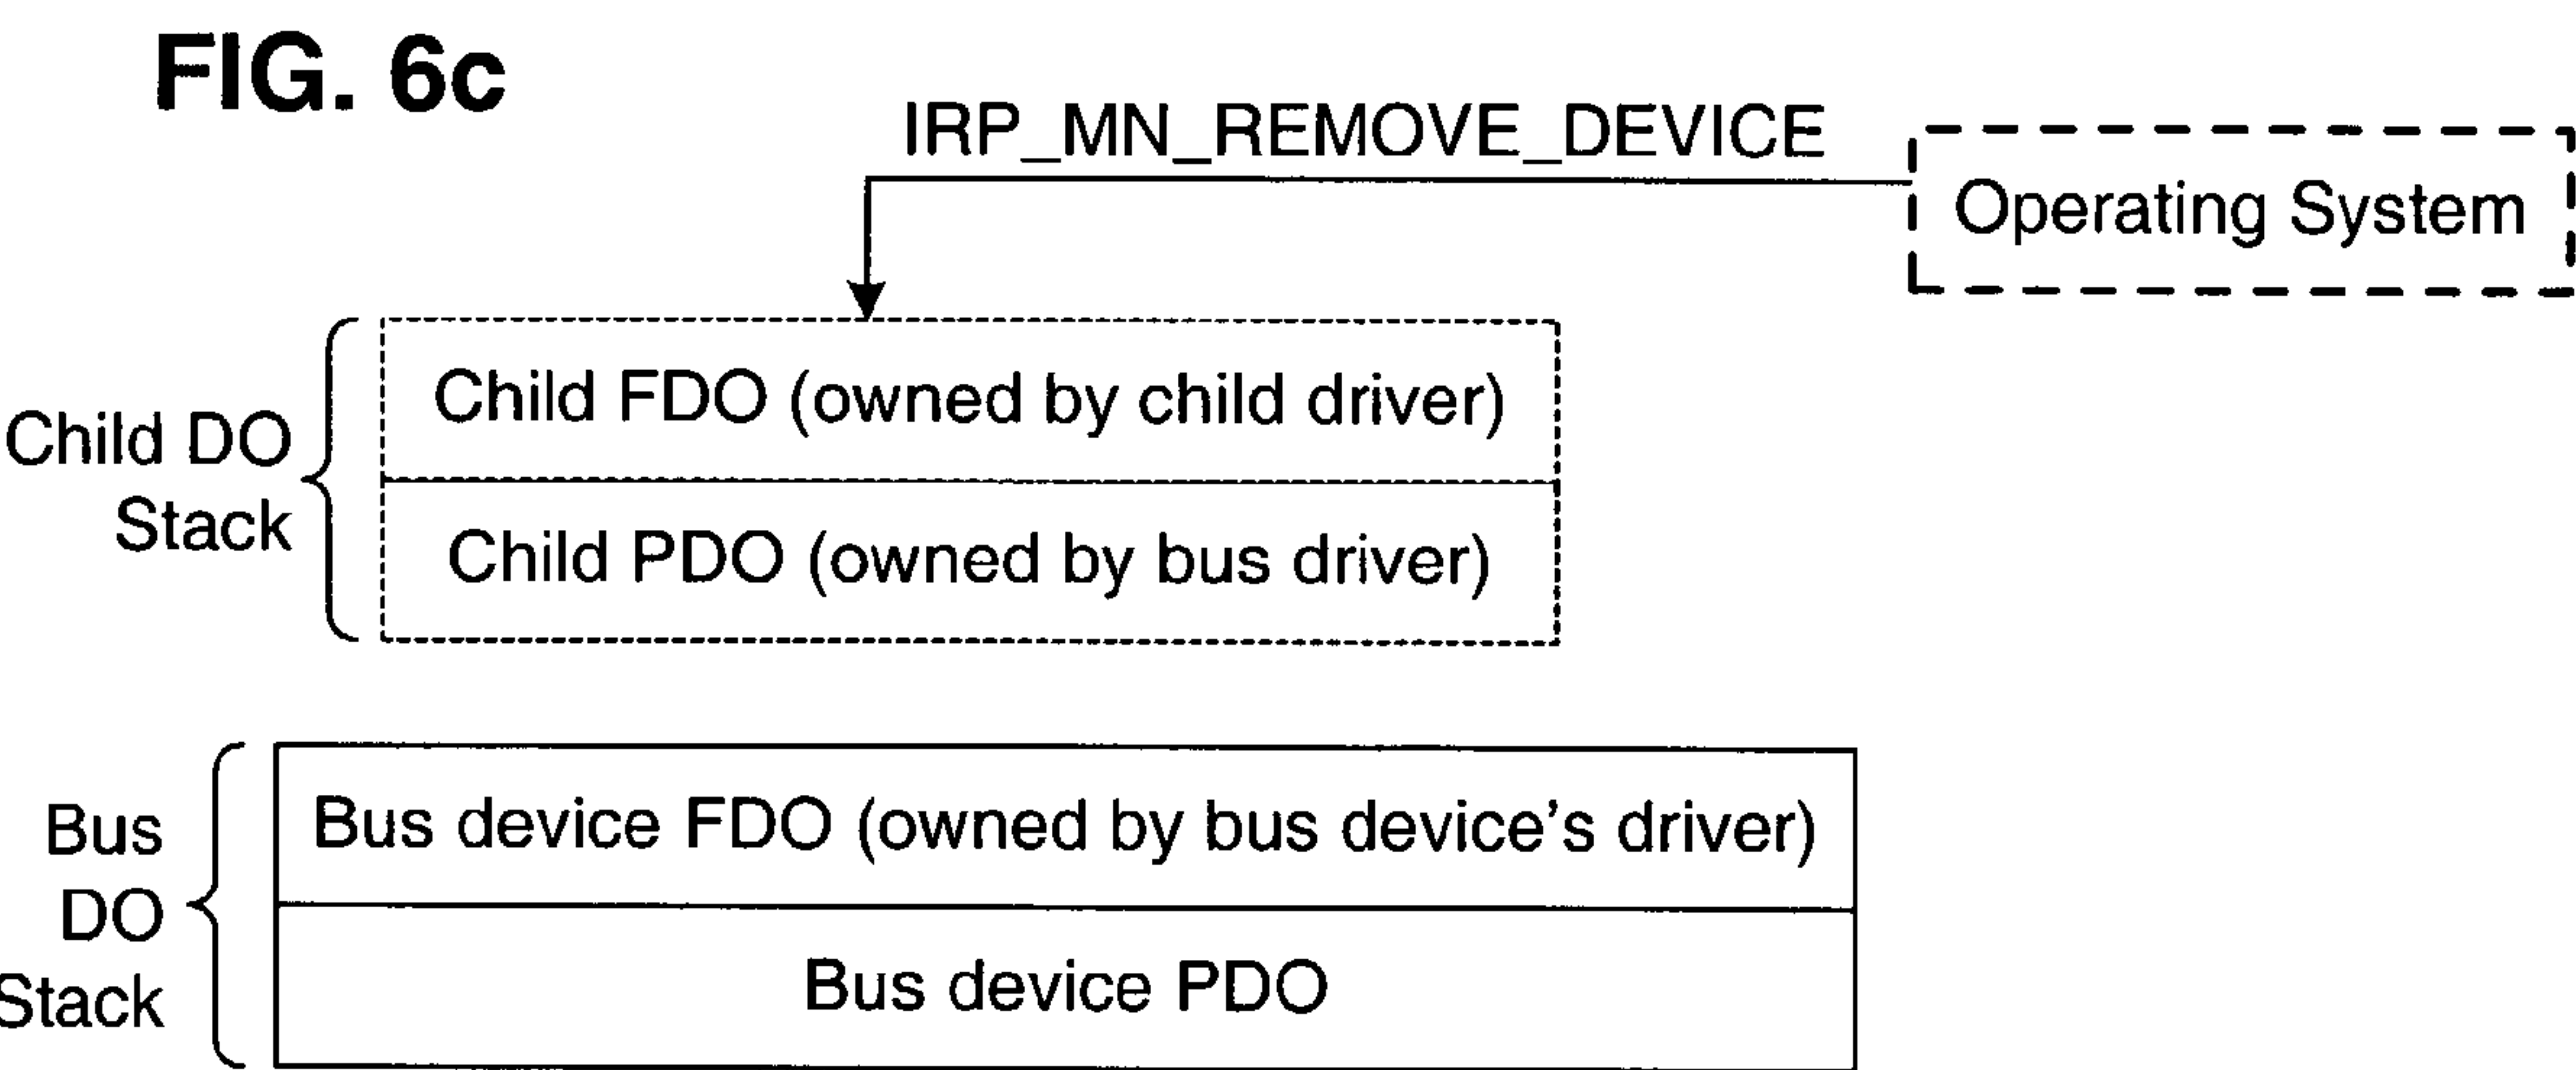 FIG. 6c
IRP_MN_REMOVE_DEVICE
Operating System
Child DO
Stack
Child FDO (owned by child driver)
Child PDO (owned by bus driver)
Bus
DO
Stack
Bus device FDO (owned by bus device's driver)
Bus device PDO